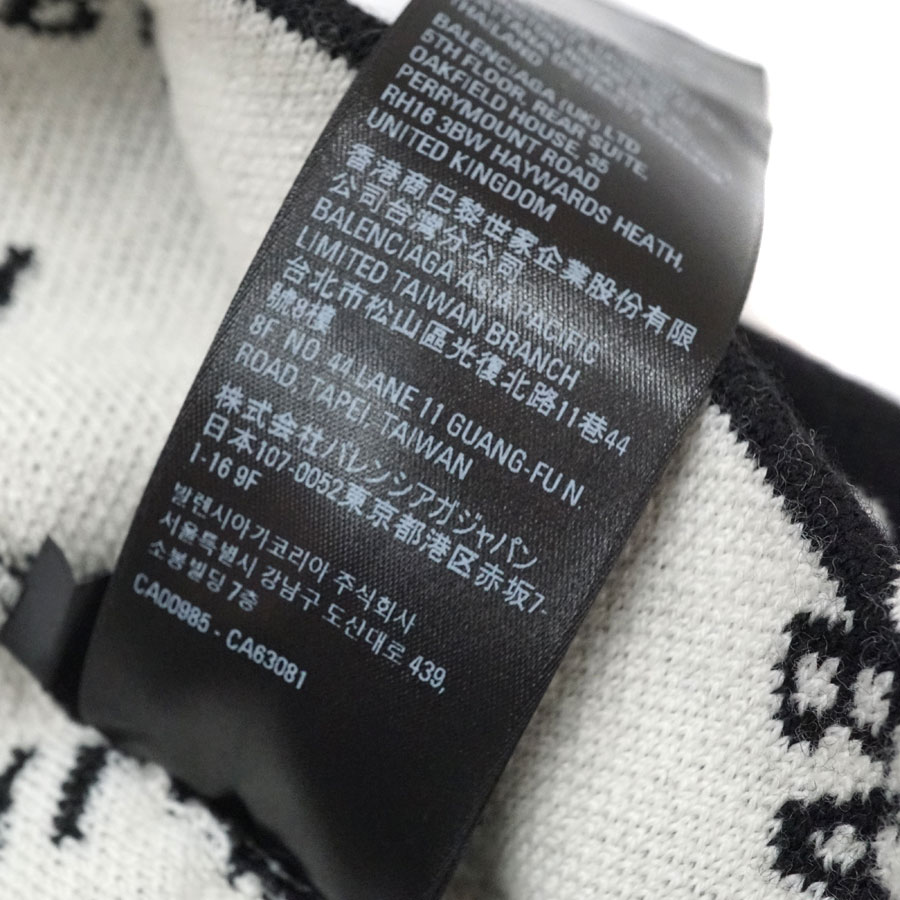 BALENCIAGA (UK) LTD
5TH FLOOR, REAR SUITE.
OAKFIELD HOUSE, 35
PERRYMOUNT ROAD
RH16 3BW HAYWARDS HEATH,
UNITED KINGDOM
香港商巴黎世家企業股份有限
公司台灣分公司
BALENCIAGA ASIA PACIFIC
LIMITED TAIWAN BRANCH
台北市松山區光復北路11巷44
號8樓
8F NO. 44 LANE 11 GUANG-FU N.
ROAD, TAPEI, TAIWAN
株式会社バレンシアガジャパン
日本107-0052東京都港区赤坂7-
1-16 9F
발렌시아가코리아 주식회사
서울특별시 강남구 도산대로 439,
소봉빌딩 7층
CA00985 - CA63081